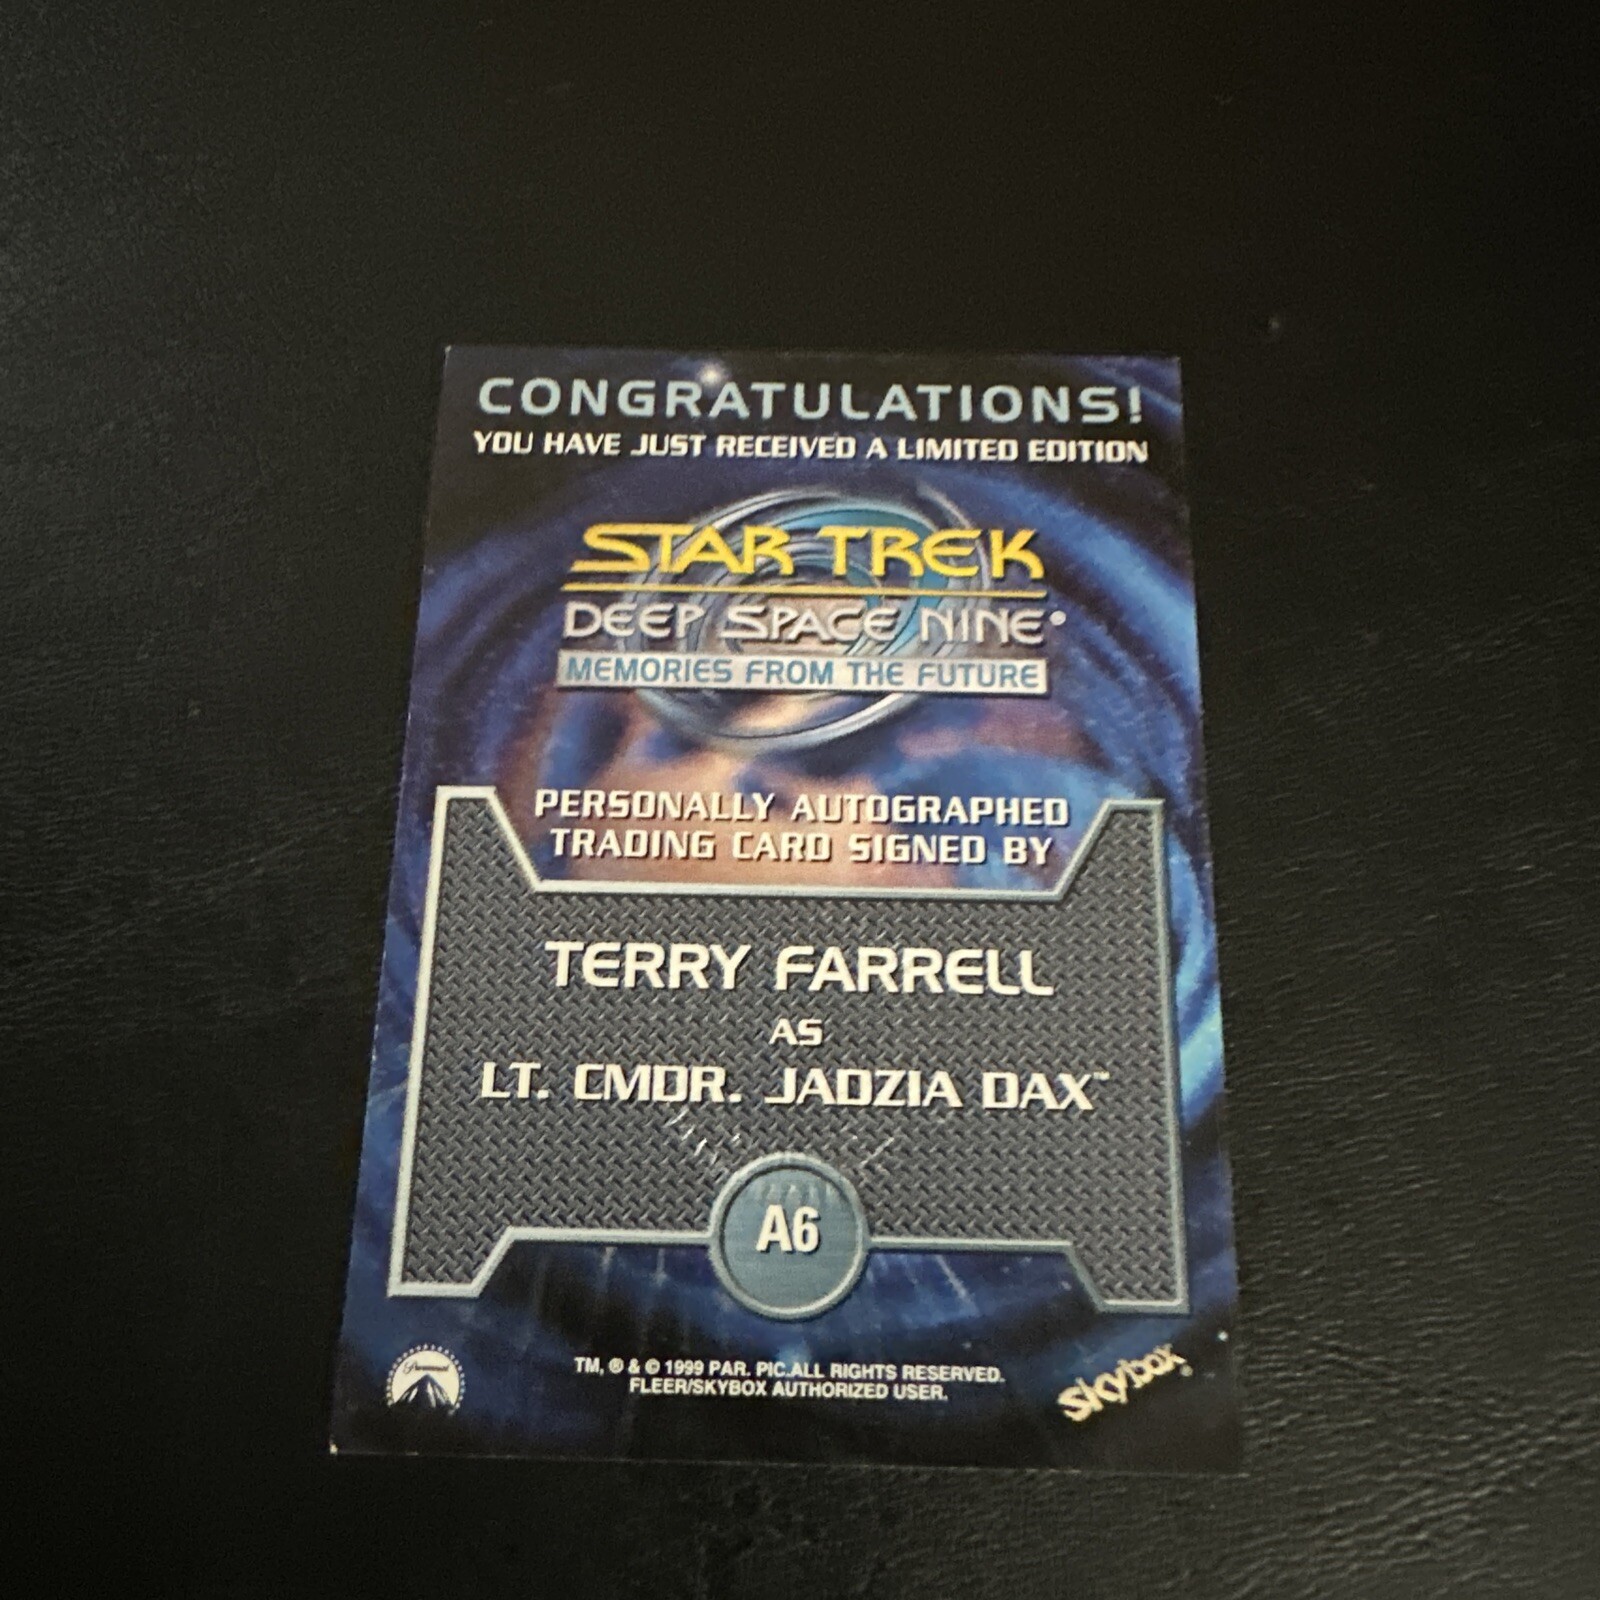 CONGRATULATIONS!
YOU HAVE JUST RECEIVED A LIMITED EDITION
STAR TREK
DEEP SPACE NINE®
MEMORIES FROM THE FUTURE
PERSONALLY AUTOGRAPHED
TRADING CARD SIGNED BY
TERRY FARRELL
AS
LT. CMDR. JADZIA DAX™
A6
Paramount
TM, ® & © 1999 PAR. PIC.ALL RIGHTS RESERVED.
FLEER/SKYBOX AUTHORIZED USER.
skybox®